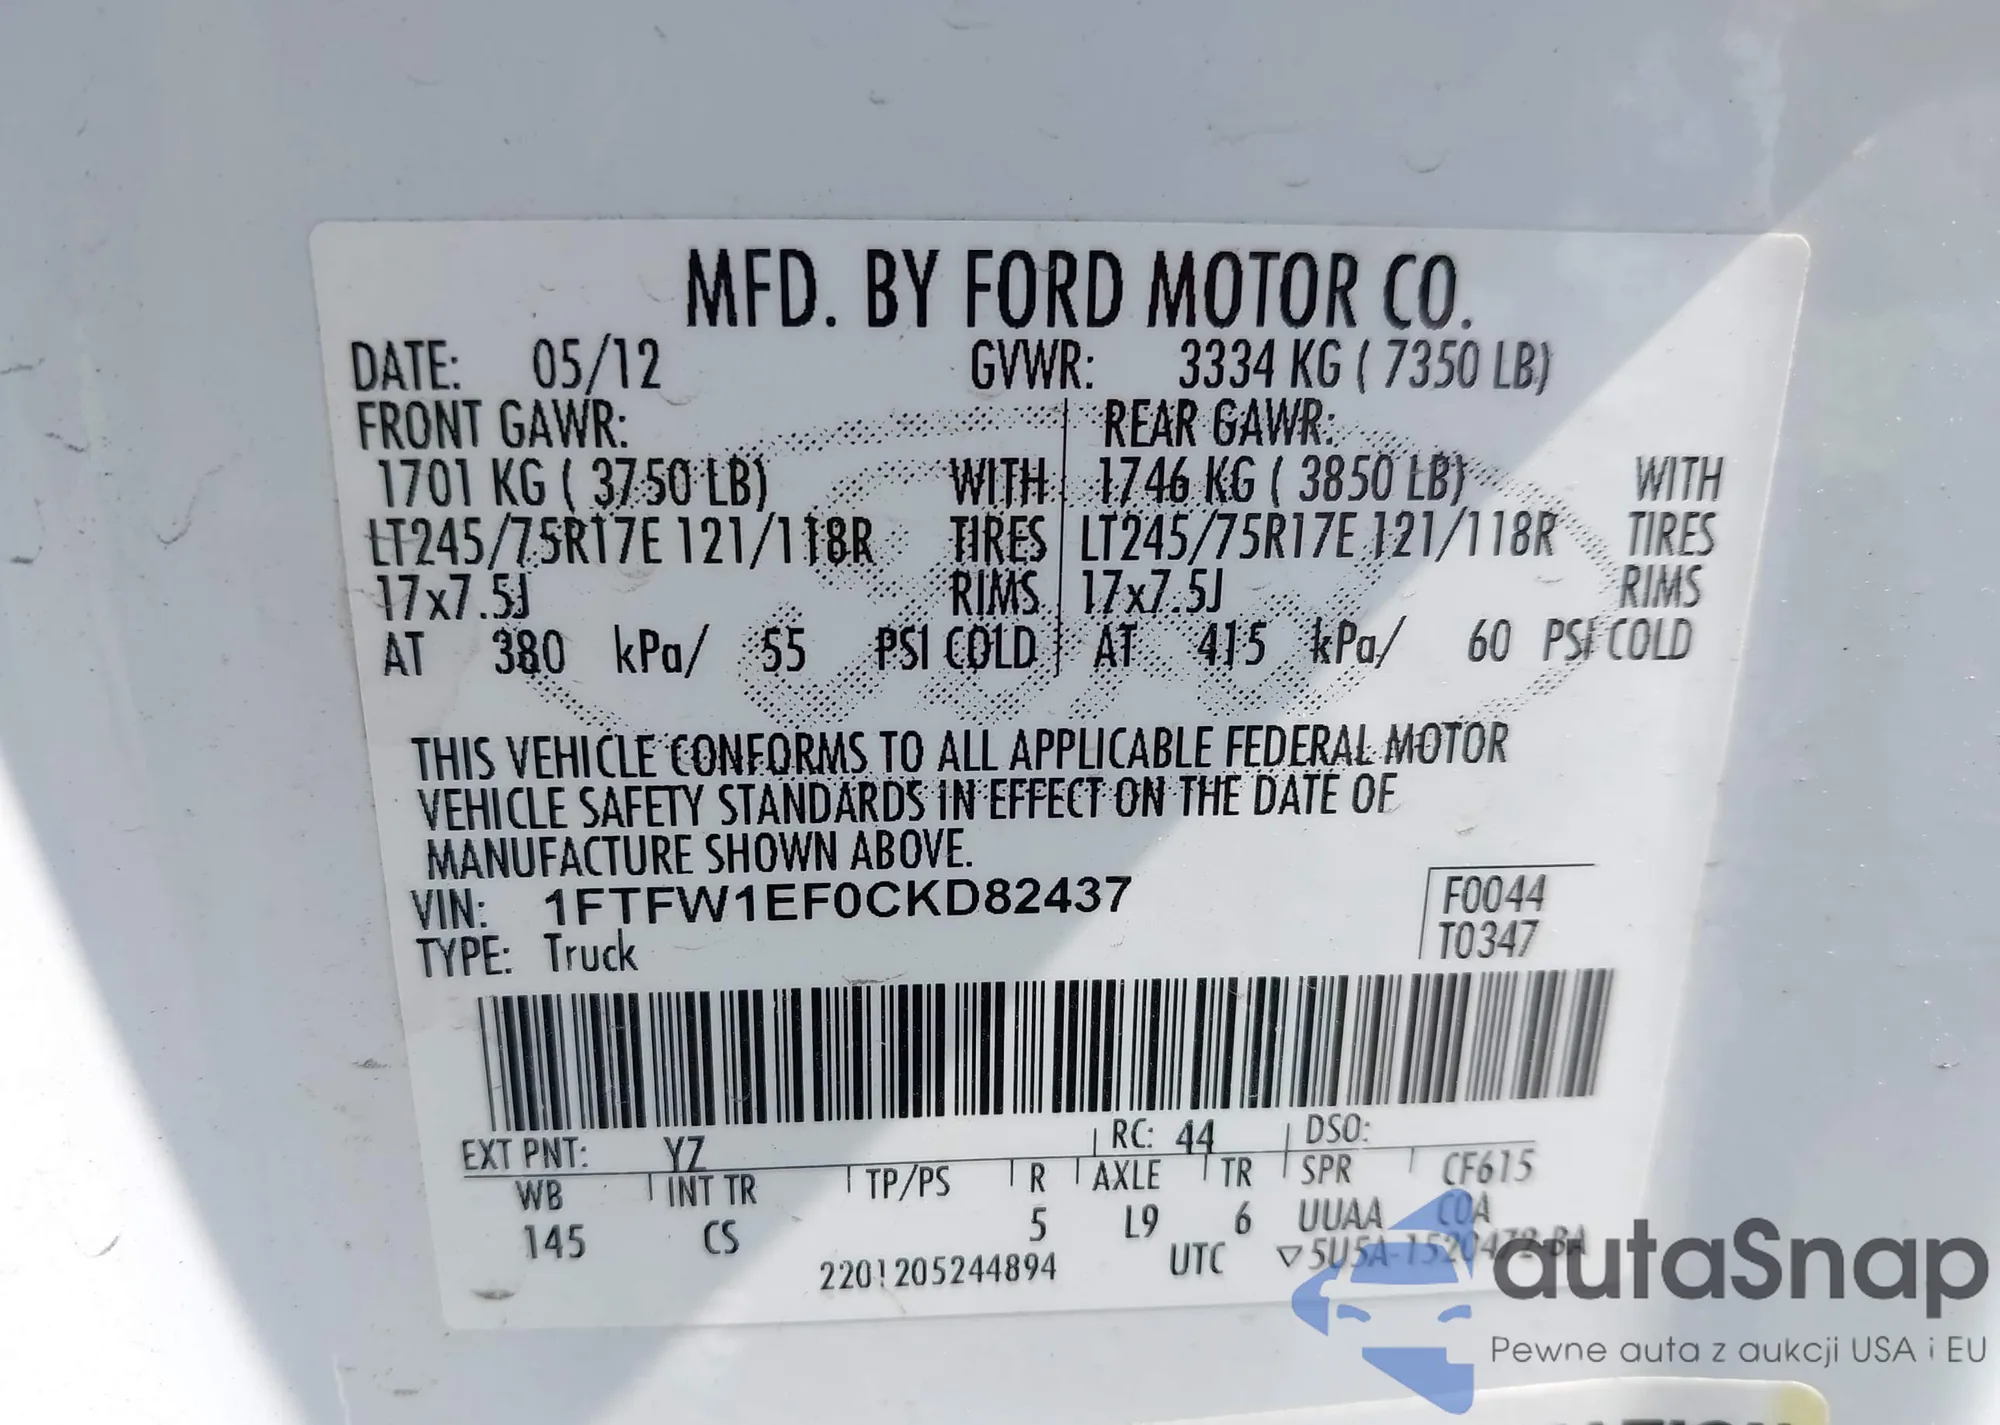 MFD. BY FORD MOTOR CO.
DATE: 05/12 GVWR: 3334 KG ( 7350 LB)
FRONT GAWR: REAR GAWR:
1701 KG ( 3750 LB) WITH 1746 KG ( 3850 LB) WITH
LT245/75R17E 121/118R TIRES LT245/75R17E 121/118R TIRES
17x7.5J RIMS 17x7.5J RIMS
AT 380 kPa/ 55 PSI COLD AT 415 kPa/ 60 PSI COLD
THIS VEHICLE CONFORMS TO ALL APPLICABLE FEDERAL MOTOR
VEHICLE SAFETY STANDARDS IN EFFECT ON THE DATE OF
MANUFACTURE SHOWN ABOVE.
VIN: 1FTFW1EF0CKD82437 F0044
TYPE: Truck T0347
EXT PNT: YZ RC: 44 DSO:
WB INT TR TP/PS R AXLE TR SPR CF615
145 CS 5 L9 6 UUAA COA
2201205244894 UTC ▽5U5A-1520472-BA
autaSnap
Pewne auta z aukcji USA i EU